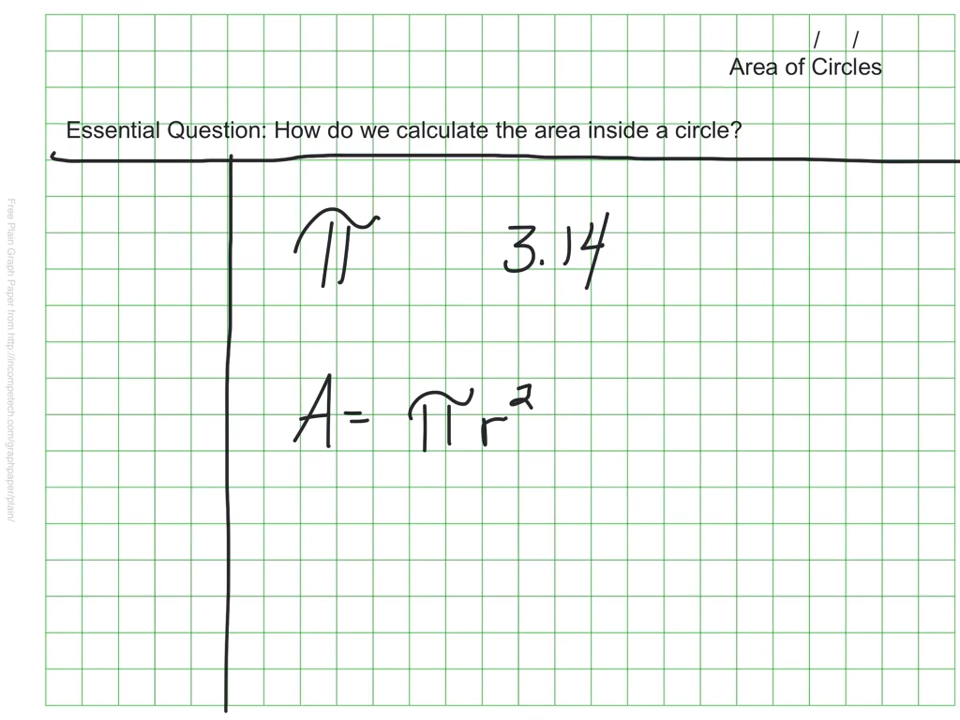 / /
Area of Circles
Essential Question: How do we calculate the area inside a circle?
π 3.14
A = πr²
Free Plain Graph Paper from http://incompetech.com/graphpaper/plain/